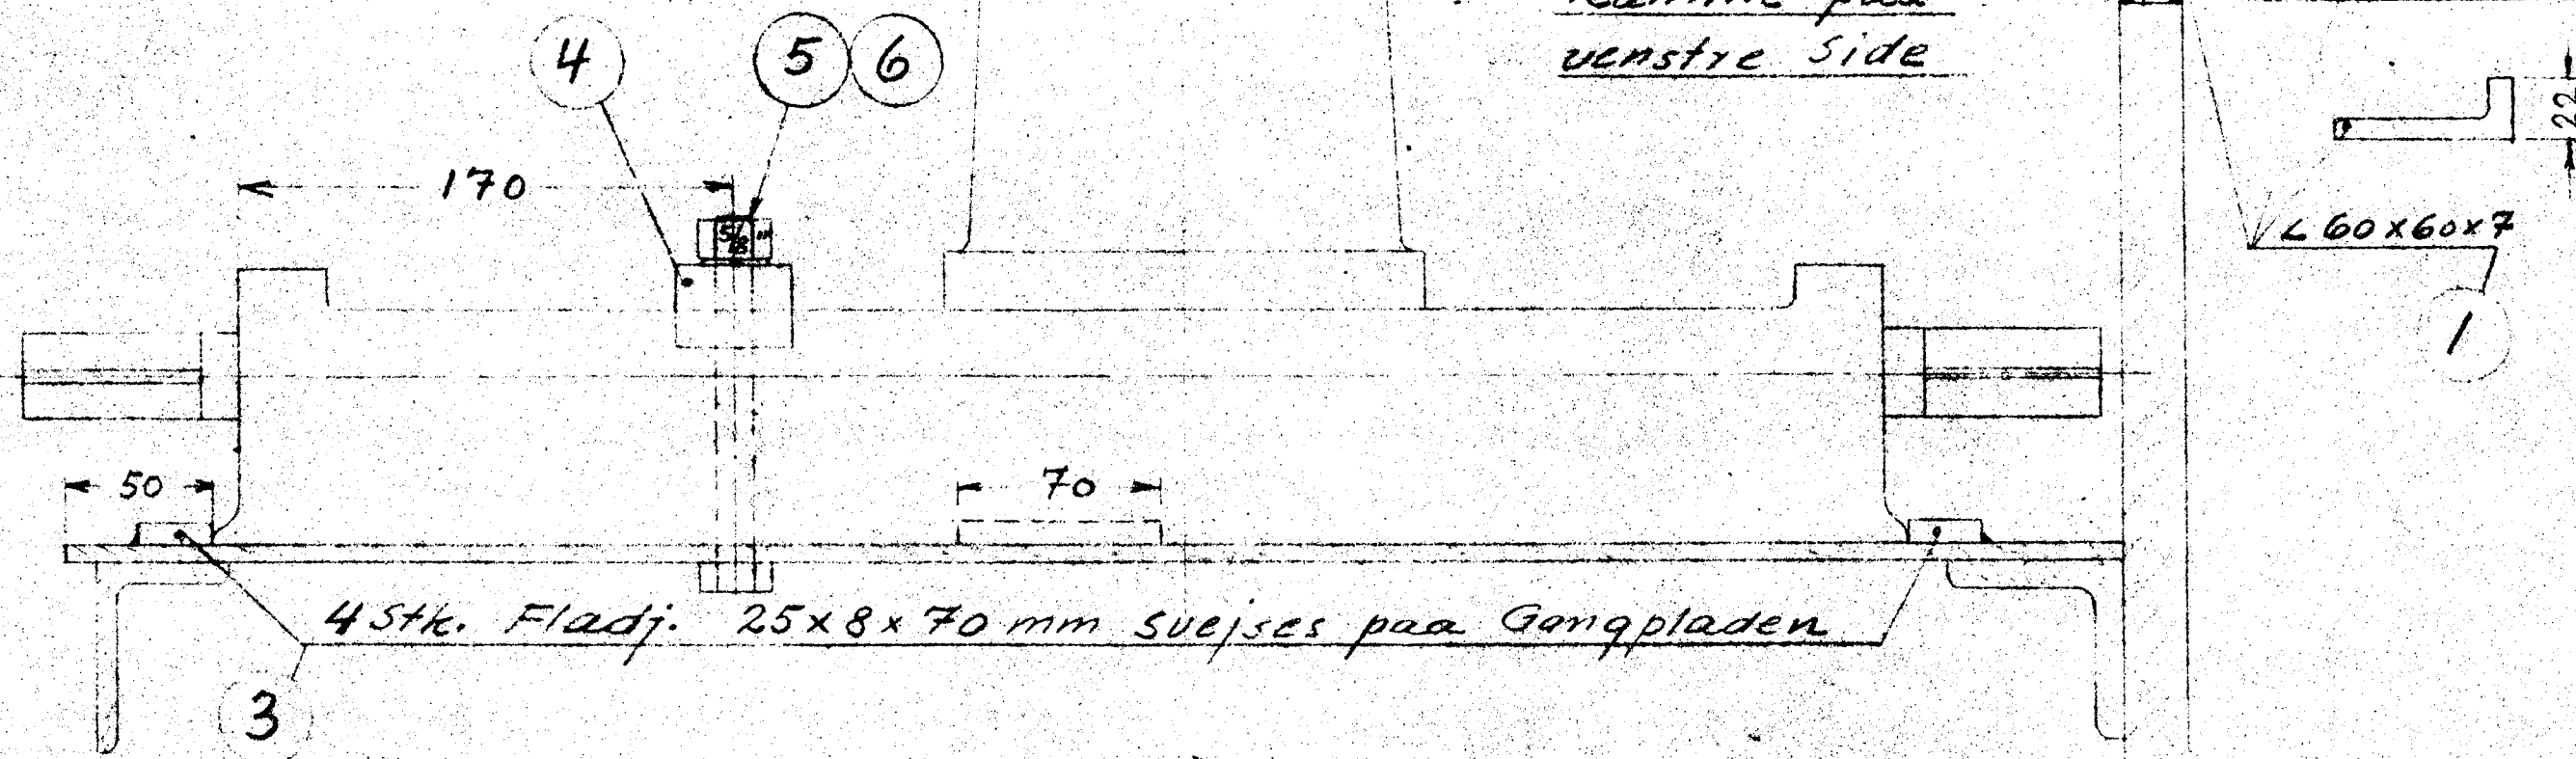 paa
venstre Side
4
5
6
22
170
5/8"
∠ 60x60x7
1
50
70
4 Stk. Fladj. 25x8x70 mm svejses paa Gangpladen
3